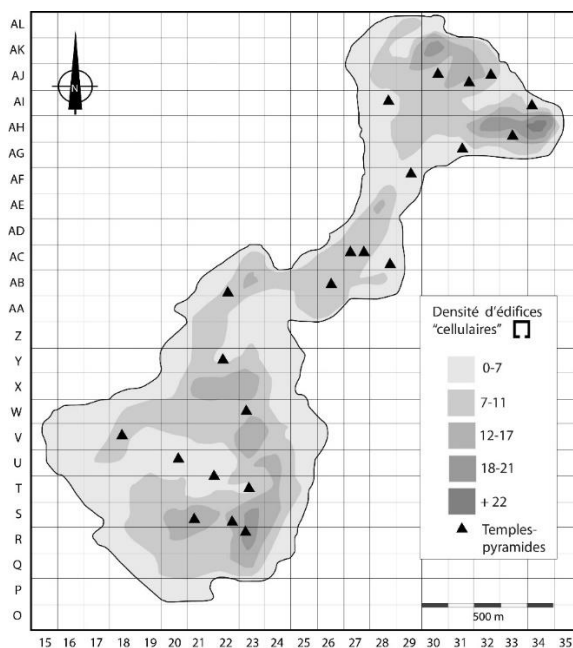 AL
AK
AJ
AI
AH
AG
AF
AE
AD
AC
AB
AA
Z
Y
X
W
V
U
T
S
R
Q
P
O
N
Densité d'édifices
"cellulaires"
0-7
7-11
12-17
18-21
+ 22
Temples-
pyramides
500 m
15 16 17 18 19 20 21 22 23 24 25 26 27 28 29 30 31 32 33 34 35